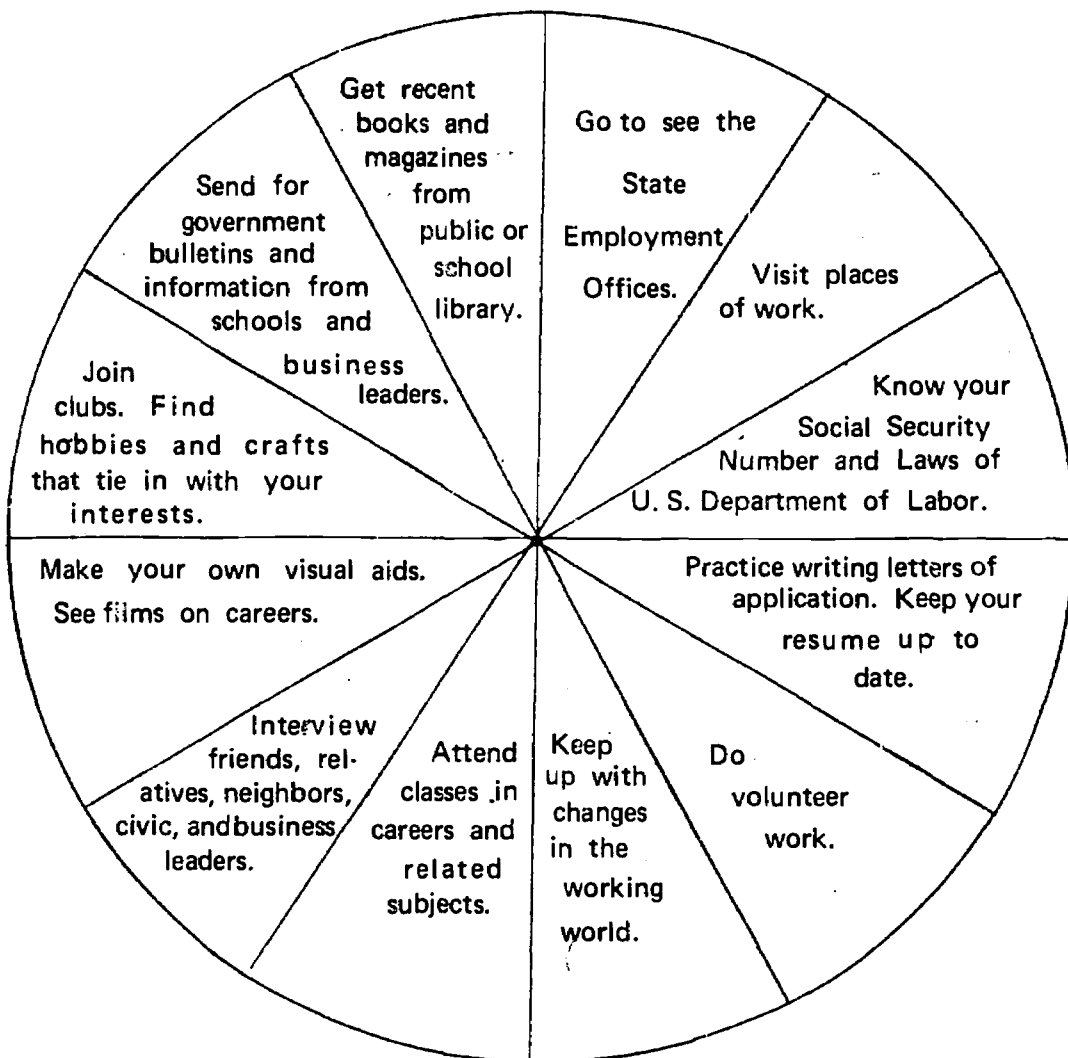 Get recent
books and
magazines
from
public or
school
library.
Go to see the
State
Employment
Offices.
Visit places
of work.
Know your
Social Security
Number and Laws of
U. S. Department of Labor.
Practice writing letters of
application. Keep your
resume up to
date.
Do
volunteer
work.
Keep
up with
changes
in the
working
world.
Attend
classes in
careers and
related
subjects.
Interview
friends, rel-
atives, neighbors,
civic, and business
leaders.
Make your own visual aids.
See films on careers.
Join
clubs. Find
hobbies and crafts
that tie in with your
interests.
Send for
government
bulletins and
information from
schools and
business
leaders.